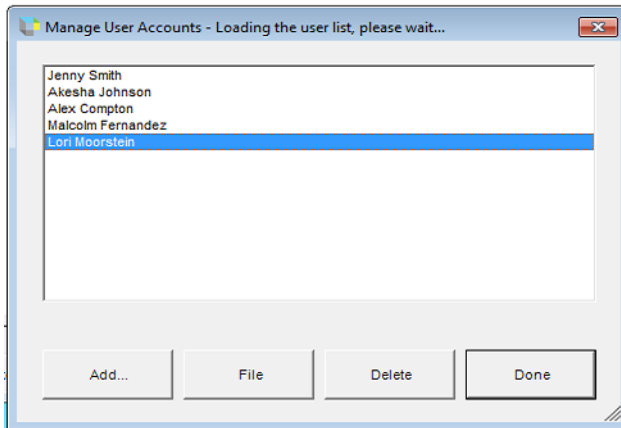 Manage User Accounts - Loading the user list, please wait...
Jenny Smith
Akesha Johnson
Alex Compton
Malcolm Fernandez
Lori Moorstein
Add... File Delete Done